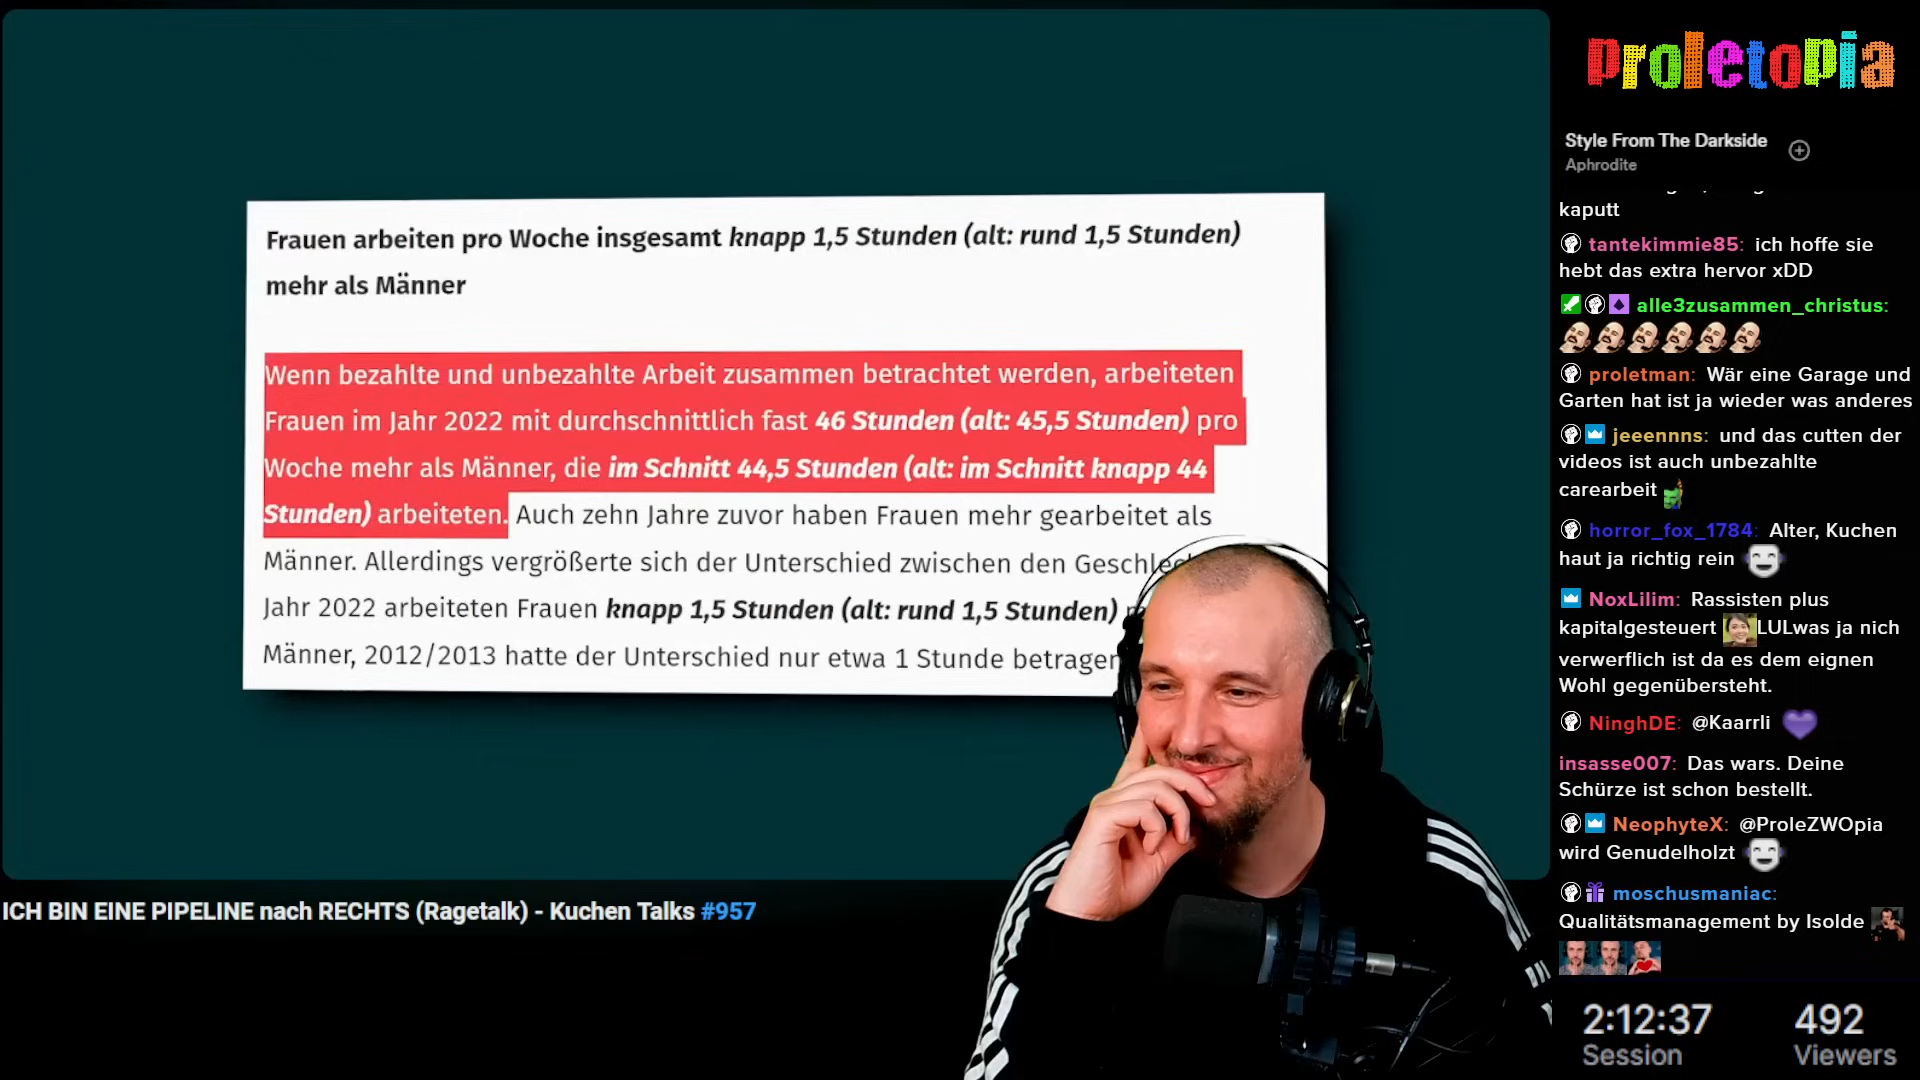 Frauen arbeiten pro Woche insgesamt knapp 1,5 Stunden (alt: rund 1,5 Stunden)
mehr als Männer
Wenn bezahlte und unbezahlte Arbeit zusammen betrachtet werden, arbeiteten
Frauen im Jahr 2022 mit durchschnittlich fast 46 Stunden (alt: 45,5 Stunden) pro
Woche mehr als Männer, die im Schnitt 44,5 Stunden (alt: im Schnitt knapp 44
Stunden) arbeiteten. Auch zehn Jahre zuvor haben Frauen mehr gearbeitet als
Männer. Allerdings vergrößerte sich der Unterschied zwischen den
Jahr 2022 arbeiteten Frauen knapp 1,5 Stunden (alt: rund 1,5 Stunden)
Männer, 2012/2013 hatte der Unterschied nur etwa 1 Stunde
ICH BIN EINE PIPELINE nach RECHTS (Ragetalk) - Kuchen Talks #957
Proletopia
Style From The Darkside
Aphrodite
kaputt
tantekimmie85: ich hoffe sie
hebt das extra hervor xDD
alle3zusammen_christus:
proletman: Wär eine Garage und
Garten hat ist ja wieder was anderes
jeeennns: und das cutten der
videos ist auch unbezahlte
carearbeit
horror_fox_1784: Alter, Kuchen
haut ja richtig rein
NoxLilim: Rassisten plus
kapitalgesteuert LULwas ja nich
verwerflich ist da es dem eignen
Wohl gegenübersteht.
NinghDE: @Kaarrli
insasse007: Das wars. Deine
Schürze ist schon bestellt.
NeophyteX: @ProleZWOpia
wird Genudelholzt
moschusmaniac:
Qualitätsmanagement by Isolde
2:12:37
Session
492
Viewers